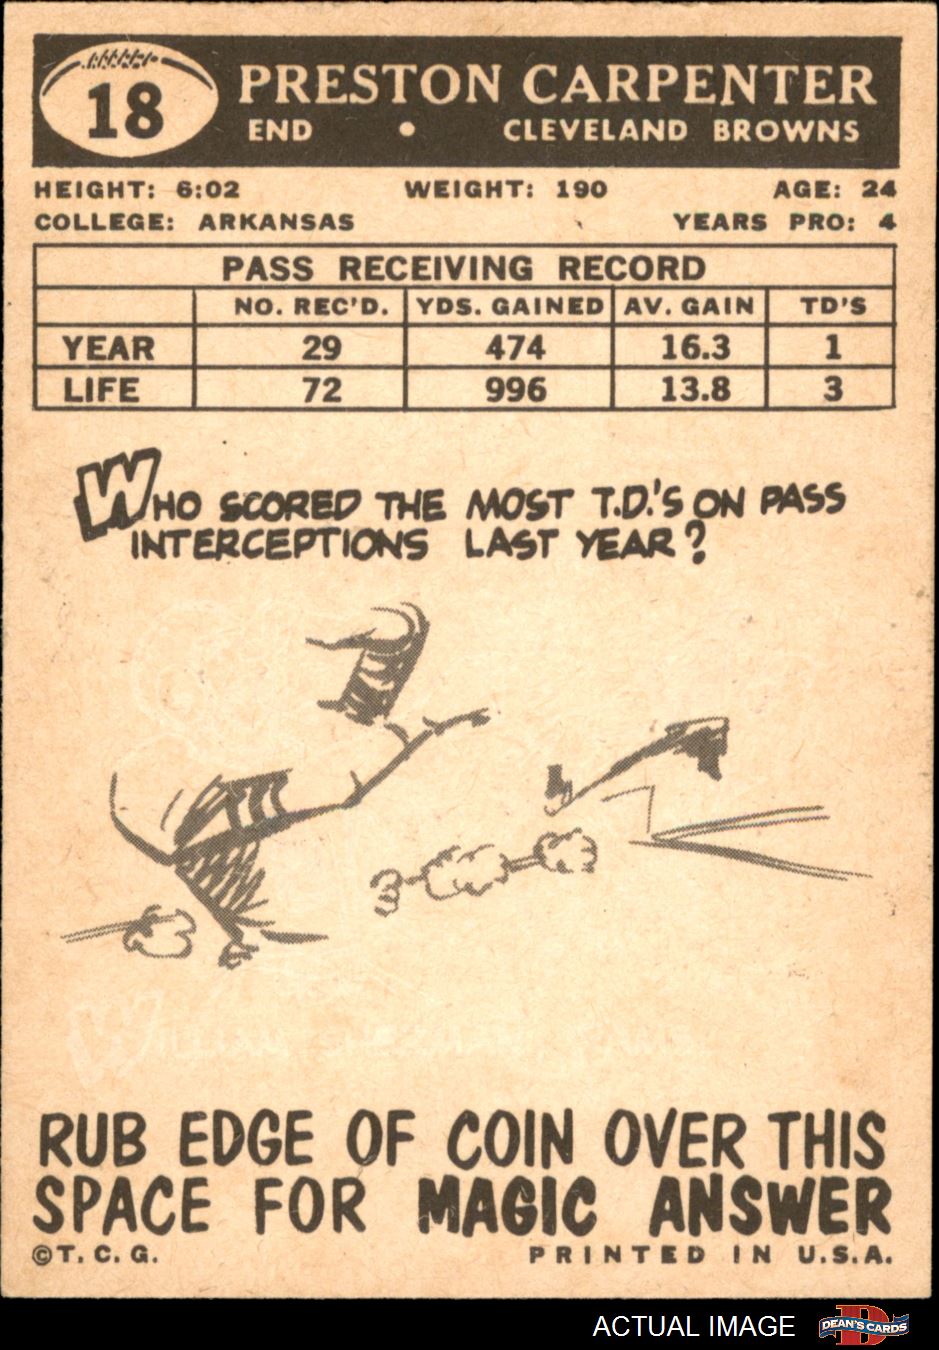 18
PRESTON CARPENTER
END • CLEVELAND BROWNS
HEIGHT: 6:02 WEIGHT: 190 AGE: 24
COLLEGE: ARKANSAS YEARS PRO: 4
PASS RECEIVING RECORD
NO. REC'D. YDS. GAINED AV. GAIN TD'S
YEAR 29 474 16.3 1
LIFE 72 996 13.8 3
WHO SCORED THE MOST T.D.'S ON PASS
INTERCEPTIONS LAST YEAR?
WILLIAM
RUB EDGE OF COIN OVER THIS
SPACE FOR MAGIC ANSWER
©T.C.G. PRINTED IN U.S.A.
ACTUAL IMAGE DEAN'S CARDS